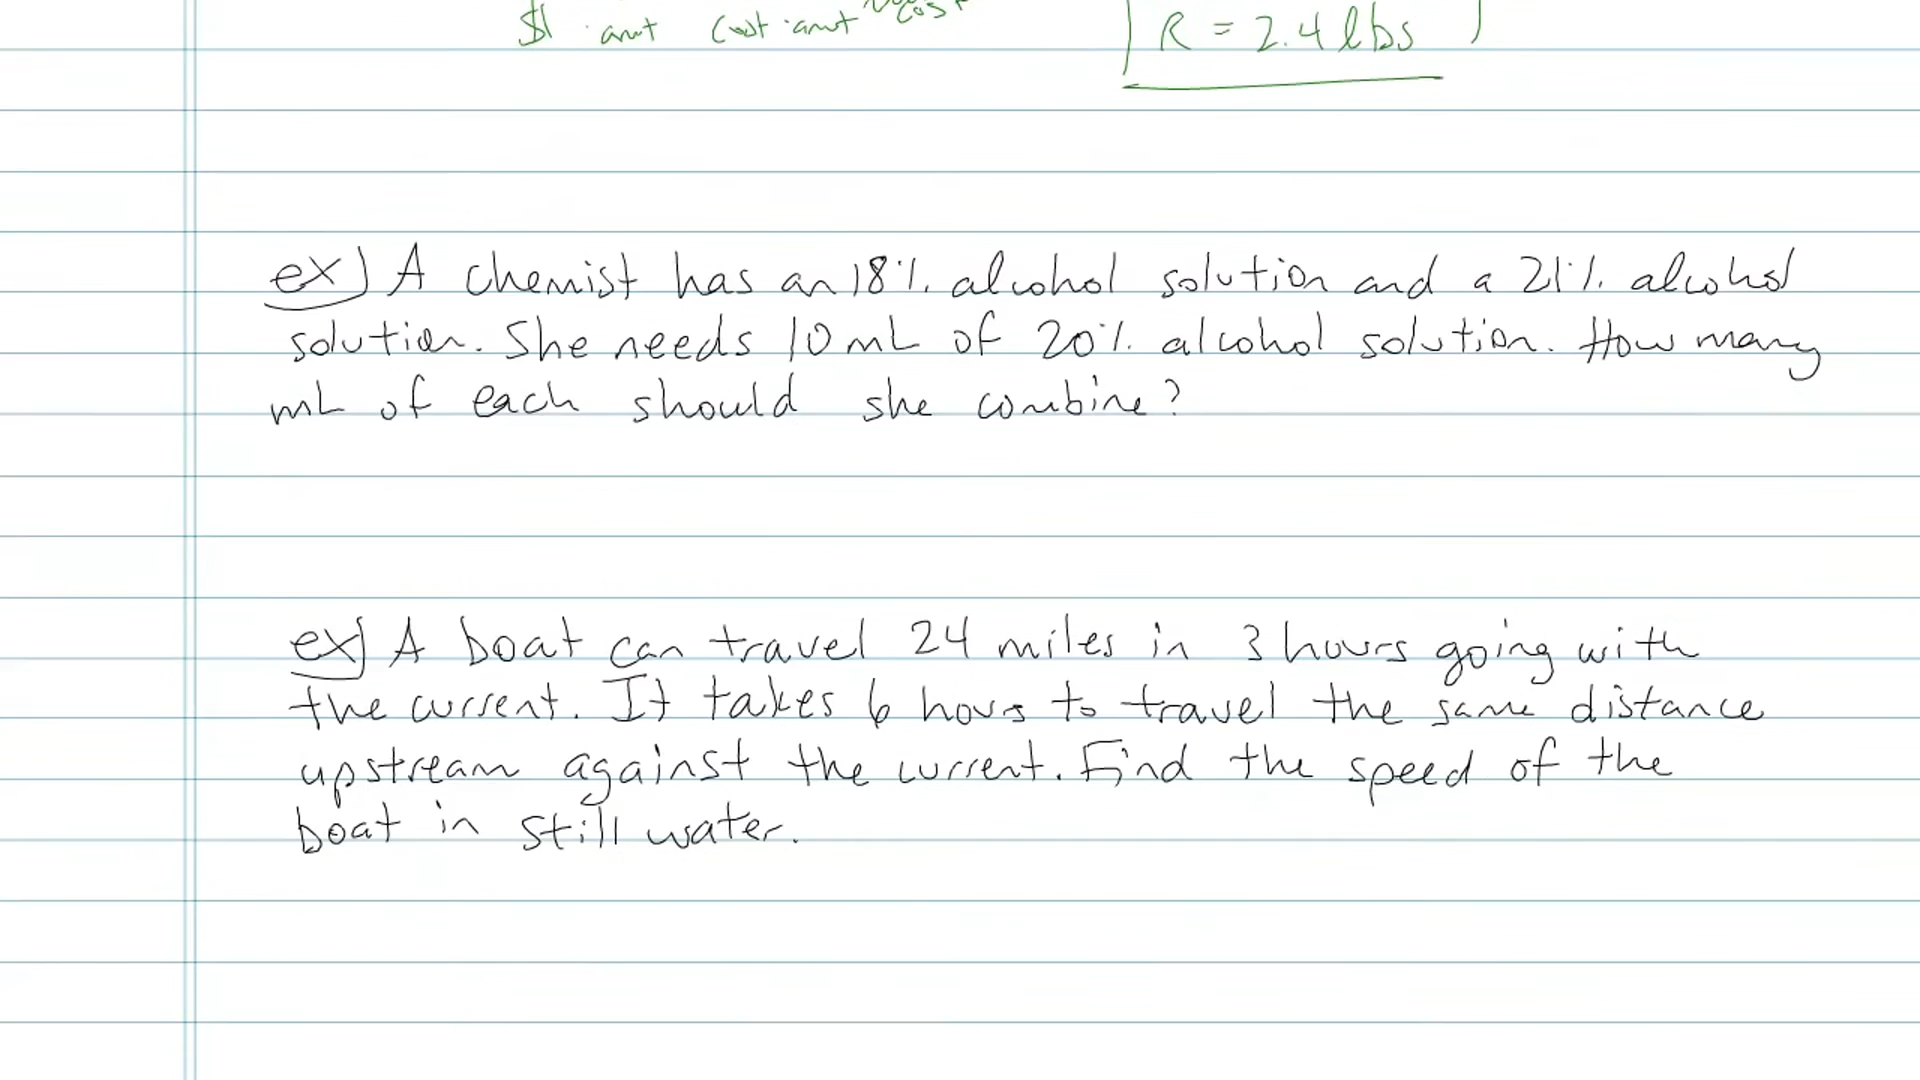 $1 amt cost amt cost
R = 2.4 lbs
ex) A chemist has an 18% alcohol solution and a 21% alcohol
solution. She needs 10 mL of 20% alcohol solution. How many
mL of each should she combine?
ex) A boat can travel 24 miles in 3 hours going with
the current. It takes 6 hours to travel the same distance
upstream against the current. Find the speed of the
boat in still water.